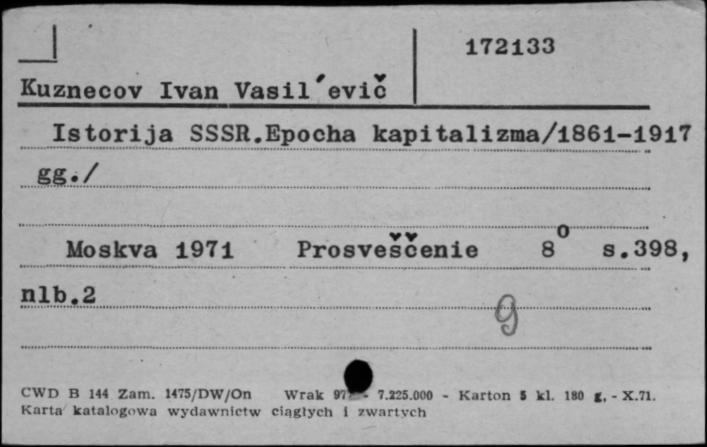 172133
Kuznecov Ivan Vasil´evič
Istorija SSSR.Epocha kapitalizma/1861-1917
gg./
Moskva 1971 Prosveščenie 8° s.398,
nlb.2
9
CWD B 144 Zam. 1475/DW/On Wrak - 7.225.000 - Karton 5 kl. 180 g. - X.71.
Karta katalogowa wydawnictw ciągłych i zwartych